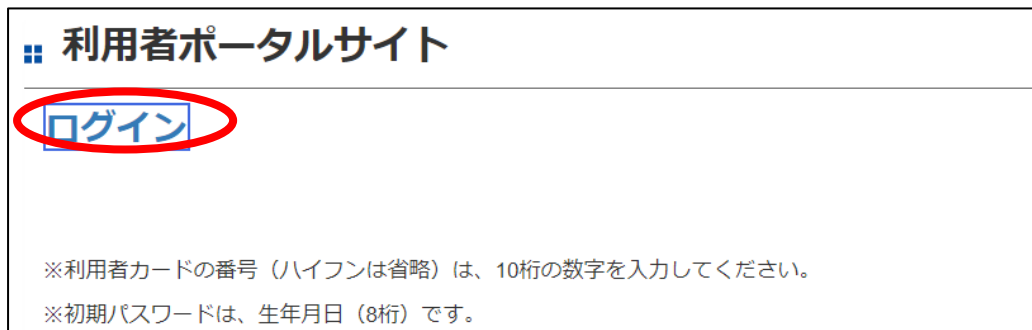 利用者ポータルサイト
ログイン
※利用者カードの番号（ハイフンは省略）は、10桁の数字を入力してください。
※初期パスワードは、生年月日（8桁）です。